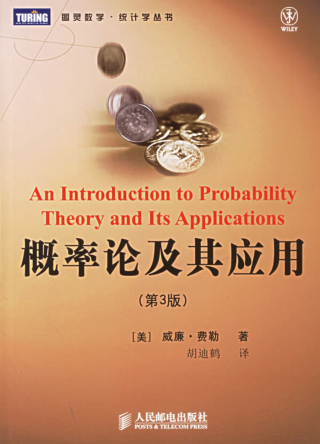 TURING
图灵数学·统计学丛书
WILEY
An Introduction to Probability
Theory and Its Applications
概率论及其应用
(第3版)
[美] 威廉·费勒 著
胡迪鹤 译
人民邮电出版社
POSTS & TELECOM PRESS